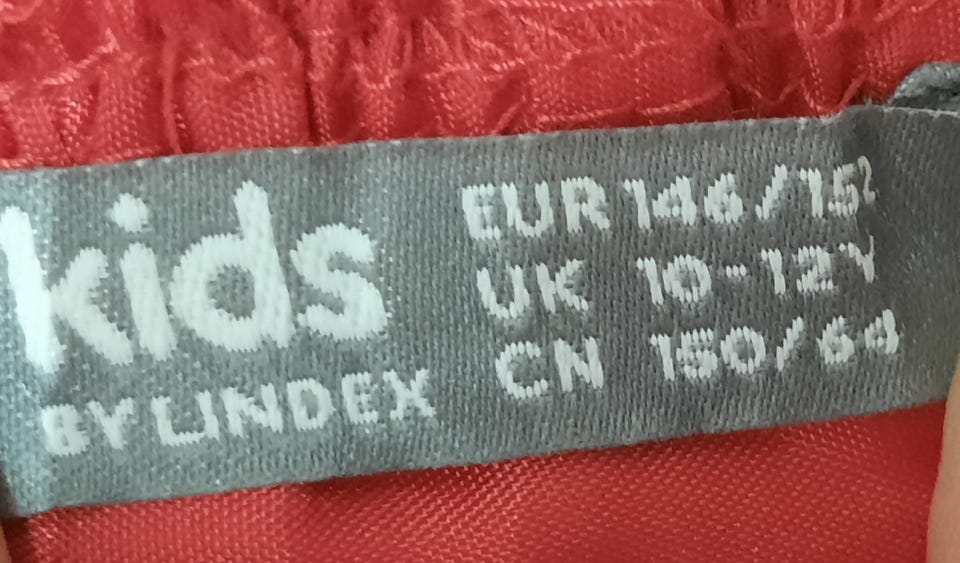 kids
BY LINDEX
EUR 146/152
UK 10-12Y
CN 150/64